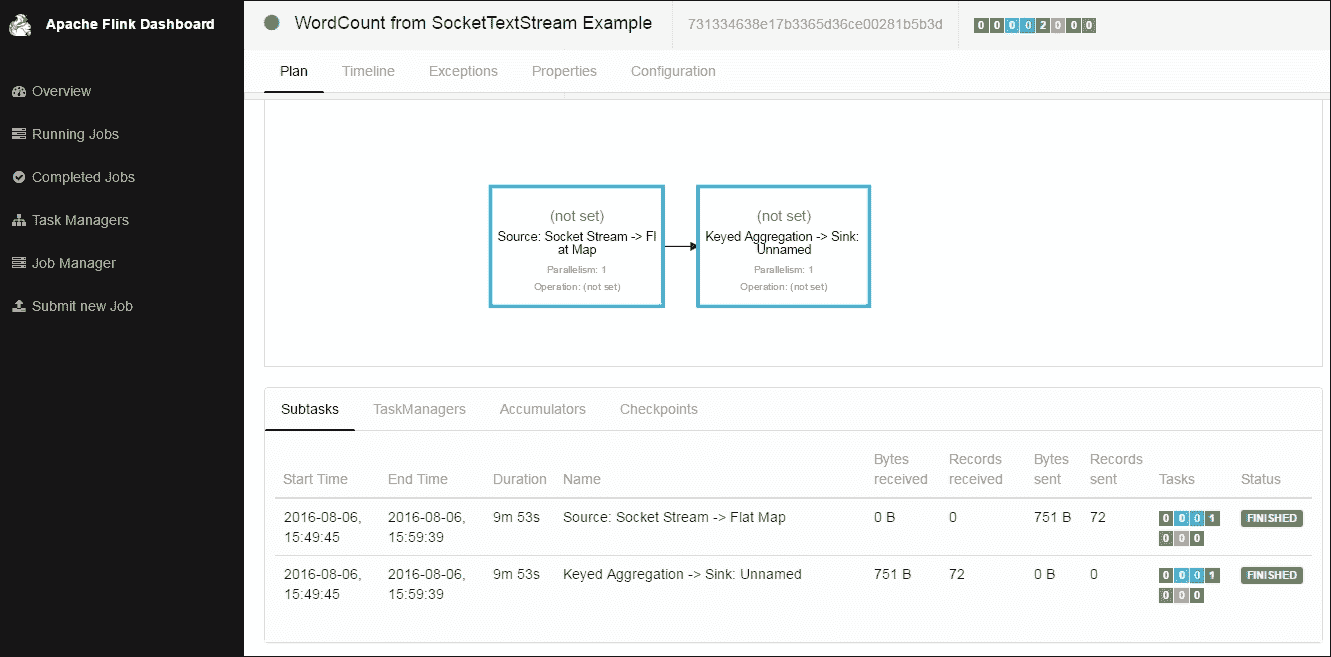 Apache Flink Dashboard
WordCount from SocketTextStream Example
731334638e17b3365d36ce00281b5b3d
0 0 0 0 2 0 0 0
Overview
Running Jobs
Completed Jobs
Task Managers
Job Manager
Submit new Job
Plan Timeline Exceptions Properties Configuration
(not set)
Source: Socket Stream -> Fl
at Map
Parallelism: 1
Operation: (not set)
(not set)
Keyed Aggregation -> Sink:
Unnamed
Parallelism: 1
Operation: (not set)
Subtasks TaskManagers Accumulators Checkpoints
Start Time End Time Duration Name Bytes received Records received Bytes sent Records sent Tasks Status
2016-08-06, 2016-08-06, 9m 53s Source: Socket Stream -> Flat Map 0 B 0 751 B 72 0 0 0 1 FINISHED
15:49:45 15:59:39 0 0 0
2016-08-06, 2016-08-06, 9m 53s Keyed Aggregation -> Sink: Unnamed 751 B 72 0 B 0 0 0 0 1 FINISHED
15:49:45 15:59:39 0 0 0